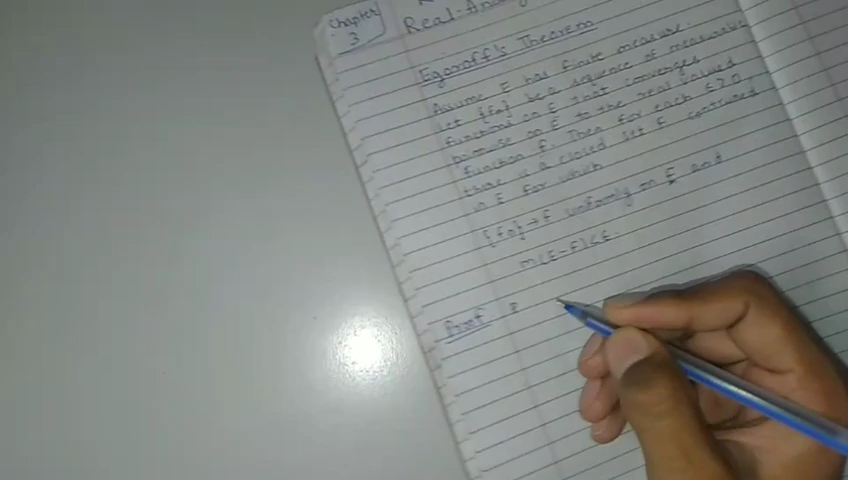 Chapter
3
Real-An
Egoroff's Theorem
Assume E has finite measure.
Let {fn} be a sequence of measurable
functions on E that converges
pointwise on E to the real valued
function f. Then for each ε > 0
there is a closed set F contained
in E for which
{fn} → f uniformly on F and
m(E-F) < ε.
Proof